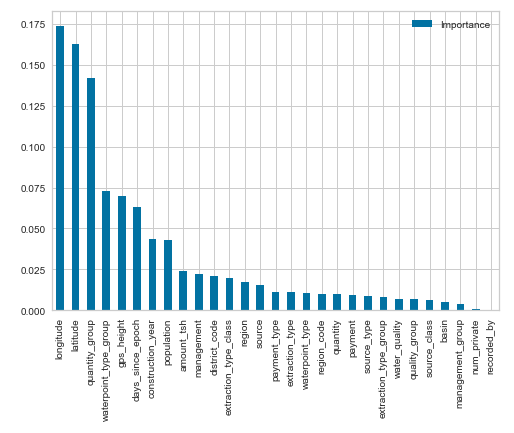 0.175
0.150
0.125
0.100
0.075
0.050
0.025
0.000
Importance
longitude
latitude
quantity_group
waterpoint_type_group
gps_height
days_since_epoch
construction_year
population
amount_tsh
management
district_code
extraction_type_class
region
source
payment_type
extraction_type
waterpoint_type
region_code
quantity
payment
source_type
extraction_type_group
water_quality
quality_group
source_class
basin
management_group
num_private
recorded_by